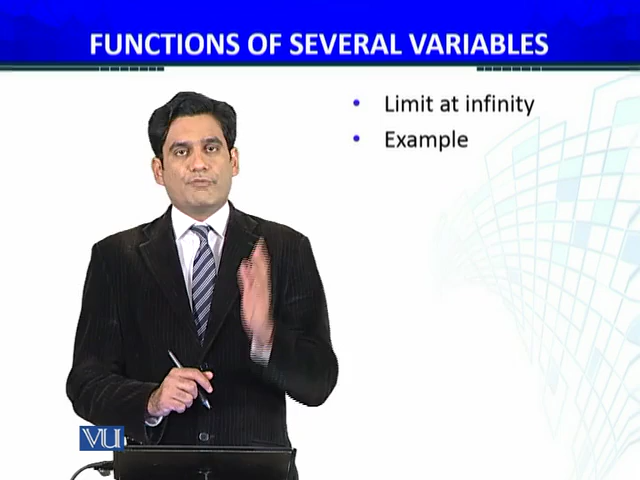 FUNCTIONS OF SEVERAL VARIABLES
• Limit at infinity
• Example
VU